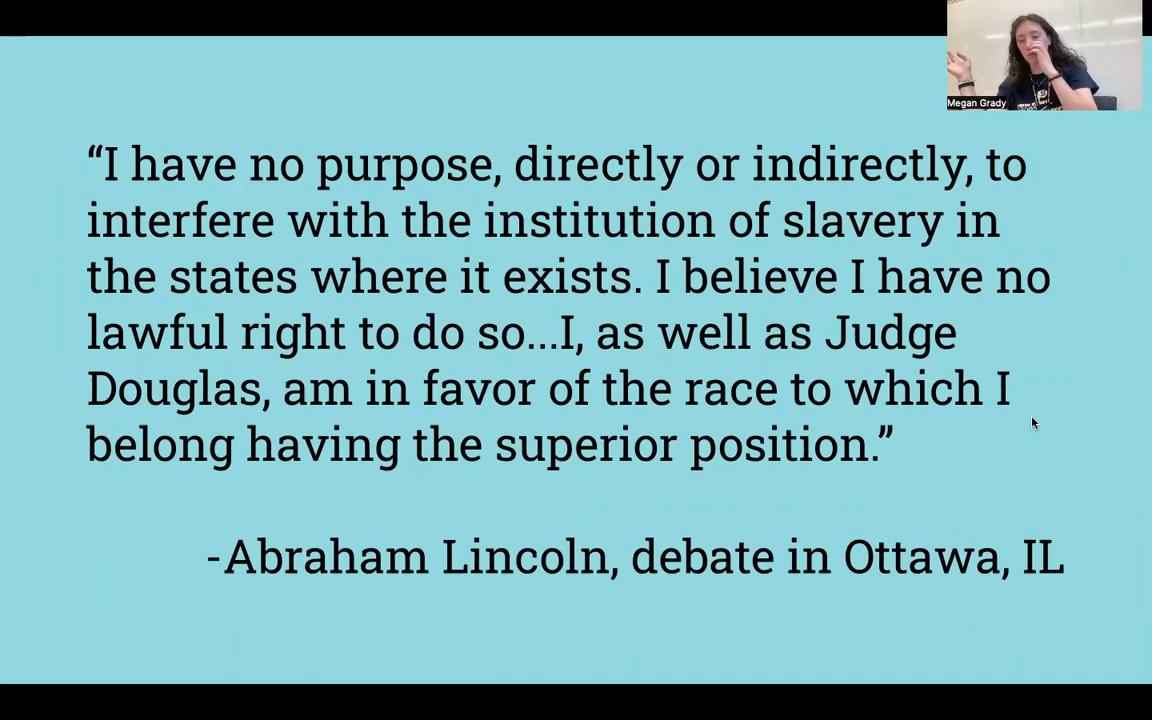 Megan Grady
“I have no purpose, directly or indirectly, to
interfere with the institution of slavery in
the states where it exists. I believe I have no
lawful right to do so...I, as well as Judge
Douglas, am in favor of the race to which I
belong having the superior position.”
-Abraham Lincoln, debate in Ottawa, IL